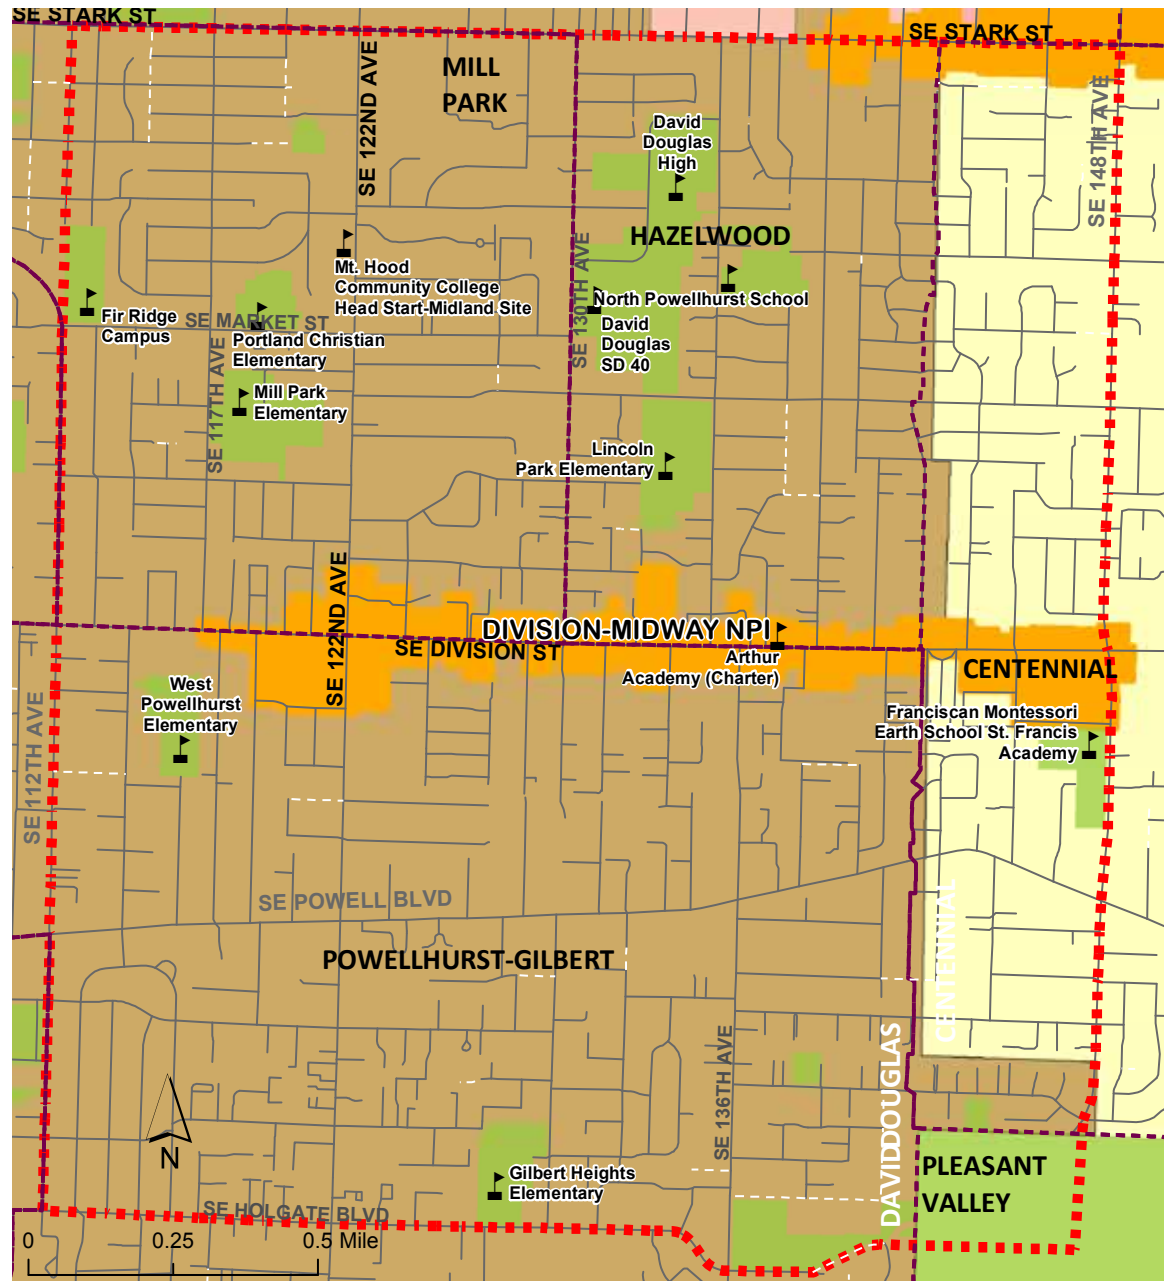 SE STARK ST
SE STARK ST
MILL
PARK
SE 122ND AVE
SE 148TH AVE
David
Douglas
High
HAZELWOOD
SE 130TH AVE
Mt. Hood
Community College
Head Start-Midland Site
North Powellhurst School
Fir Ridge
Campus
SE MARKET ST
Portland Christian
Elementary
David
Douglas
SD 40
SE 117TH AVE
Mill Park
Elementary
Lincoln
Park Elementary
SE 122ND AVE
DIVISION-MIDWAY NPI
SE DIVISION ST
Arthur
Academy (Charter)
CENTENNIAL
West
Powellhurst
Elementary
Franciscan Montessori
Earth School St. Francis
Academy
SE 112TH AVE
SE POWELL BLVD
CENTENNIAL
POWELLHURST-GILBERT
DAVID DOUGLAS
SE 136TH AVE
N
PLEASANT
VALLEY
Gilbert Heights
Elementary
SE HOLGATE BLVD
0 0.25 0.5 Mile